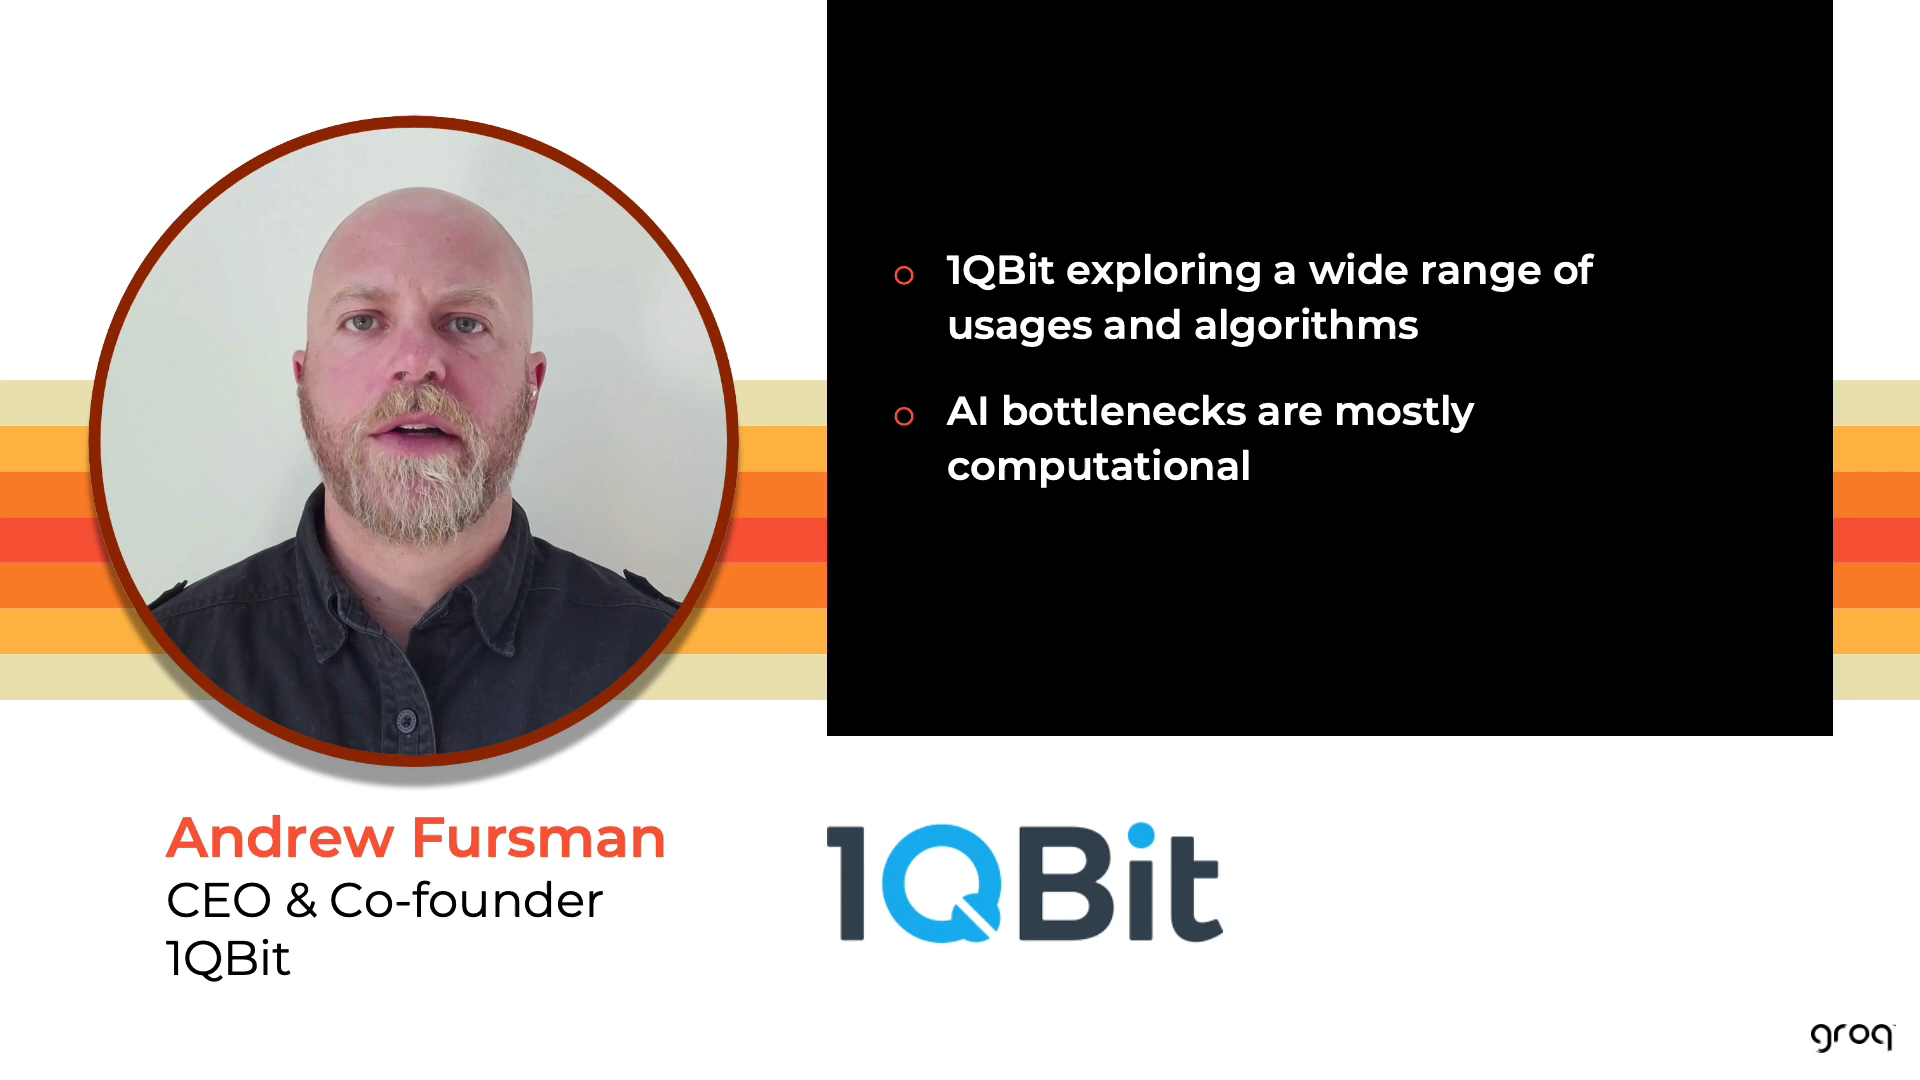 1QBit exploring a wide range of
usages and algorithms
AI bottlenecks are mostly
computational
Andrew Fursman
CEO & Co-founder
1QBit
1QBit
groq